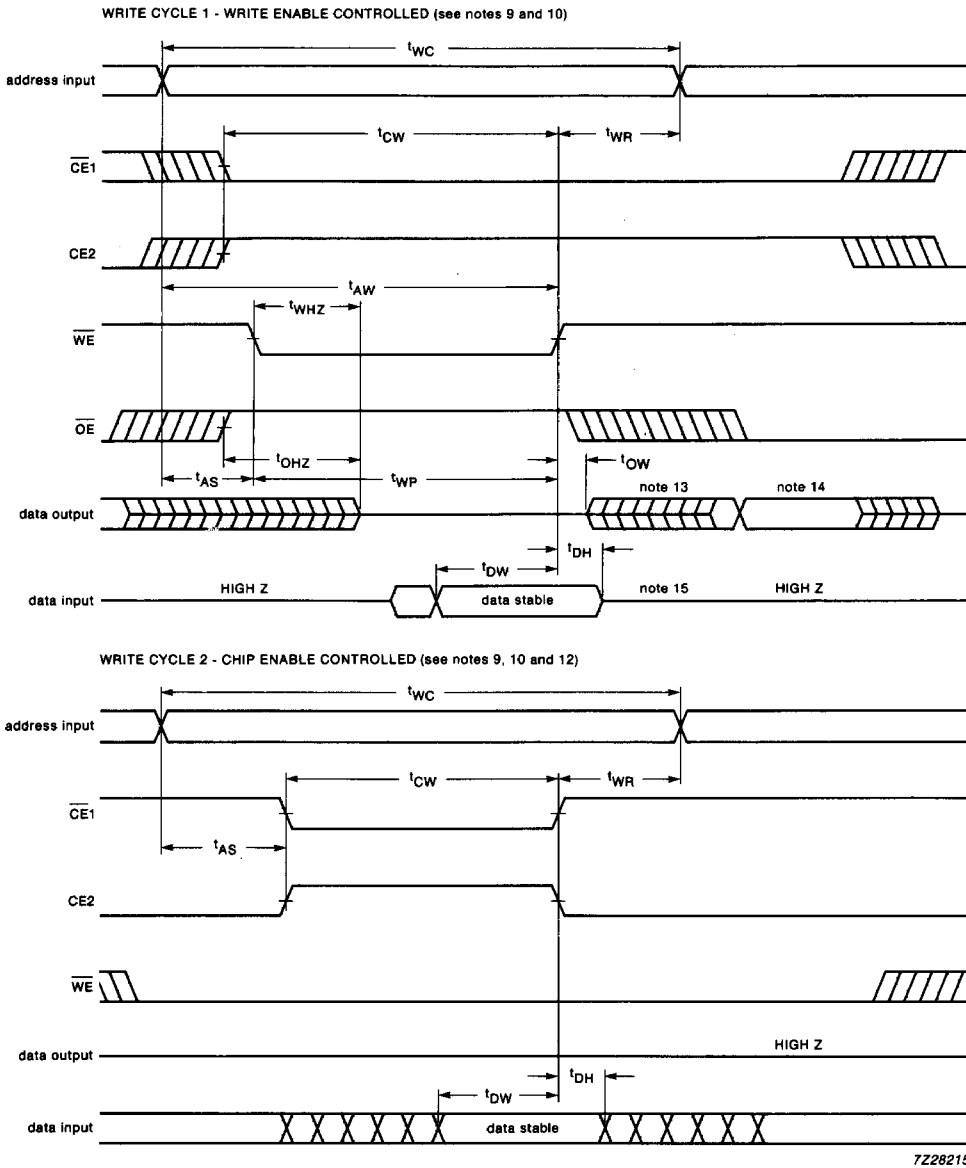 WRITE CYCLE 1 - WRITE ENABLE CONTROLLED (see notes 9 and 10)
tWC
address input
tCW
tWR
CE1
CE2
tAW
tWHZ
WE
OE
tOHZ
tOW
tAS
tWP
note 13
note 14
data output
tDH
tDW
HIGH Z
note 15
HIGH Z
data input
data stable
WRITE CYCLE 2 - CHIP ENABLE CONTROLLED (see notes 9, 10 and 12)
tWC
address input
tCW
tWR
CE1
tAS
CE2
WE
HIGH Z
data output
tDH
tDW
data input
data stable
7Z28215